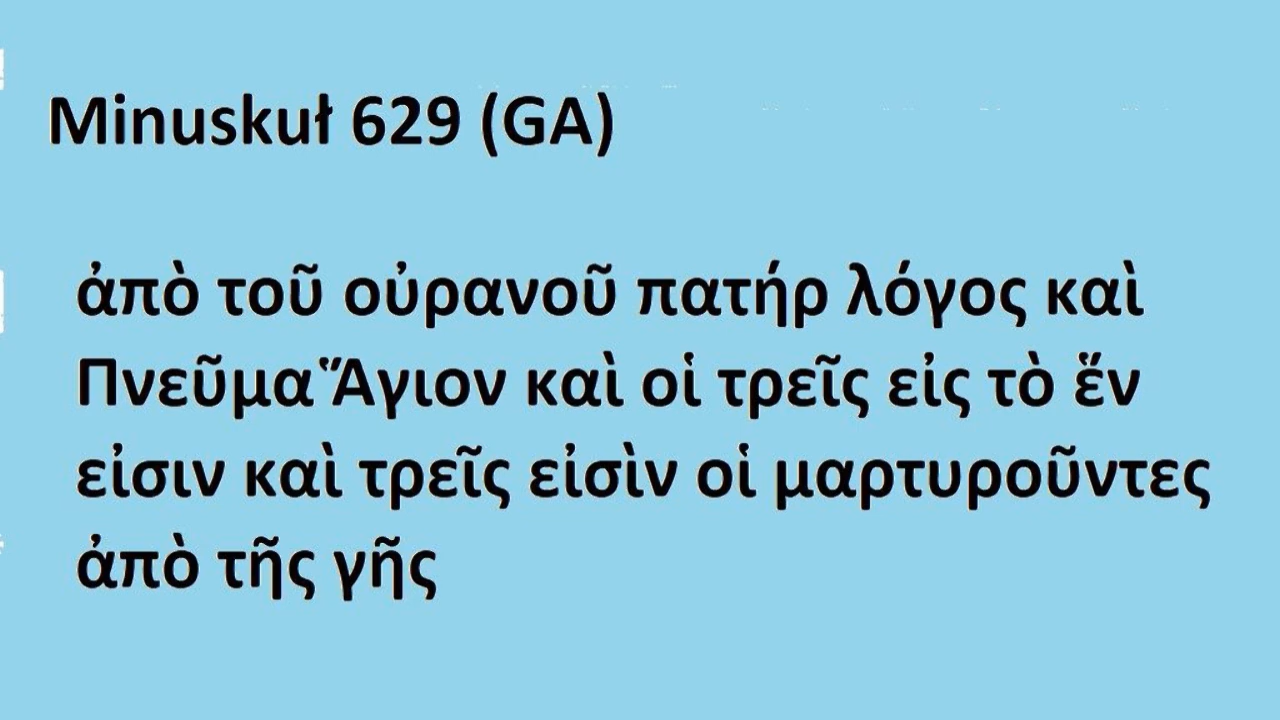 Minuskuł 629 (GA)
ἀπὸ τοῦ οὐρανοῦ πατήρ λόγος καὶ
Πνεῦμα Ἅγιον καὶ οἱ τρεῖς εἰς τὸ ἕν
εἰσιν καὶ τρεῖς εἰσὶν οἱ μαρτυροῦντες
ἀπὸ τῆς γῆς